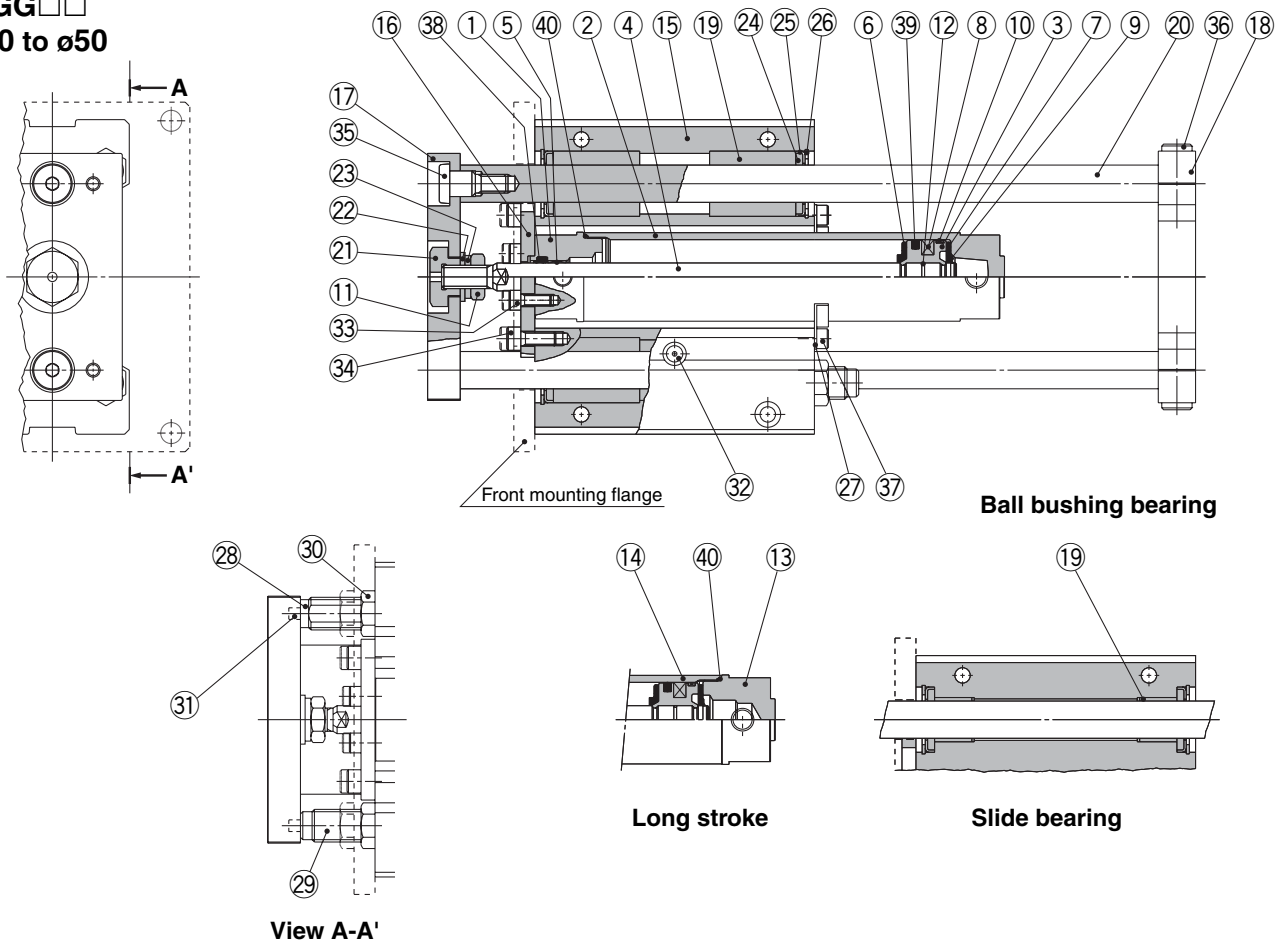 GG□□
0 to ø50
16 38 1 5 40 2 4 15 19 24 25 26 6 39 12 8 10 3 7 9 20 36 18
A
17
35
23
22
21
11
33
34
A'
Front mounting flange
32 27 37
Ball bushing bearing
28 30
14 40 13
19
31
29
Long stroke
Slide bearing
View A-A'